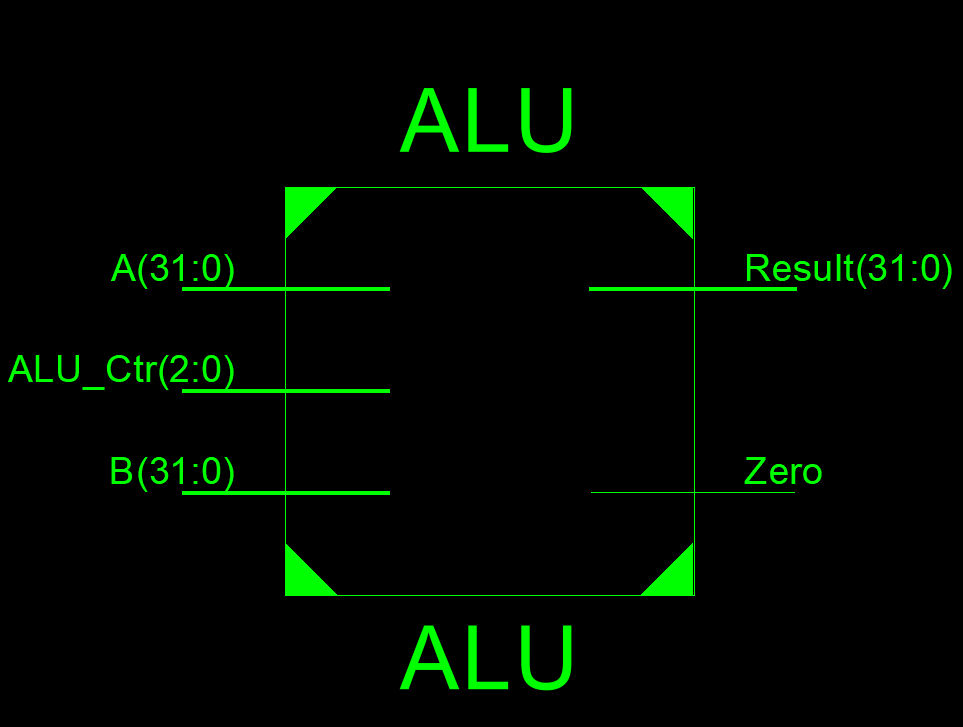 ALU
A(31:0)
Result(31:0)
ALU_Ctr(2:0)
B(31:0)
Zero
ALU